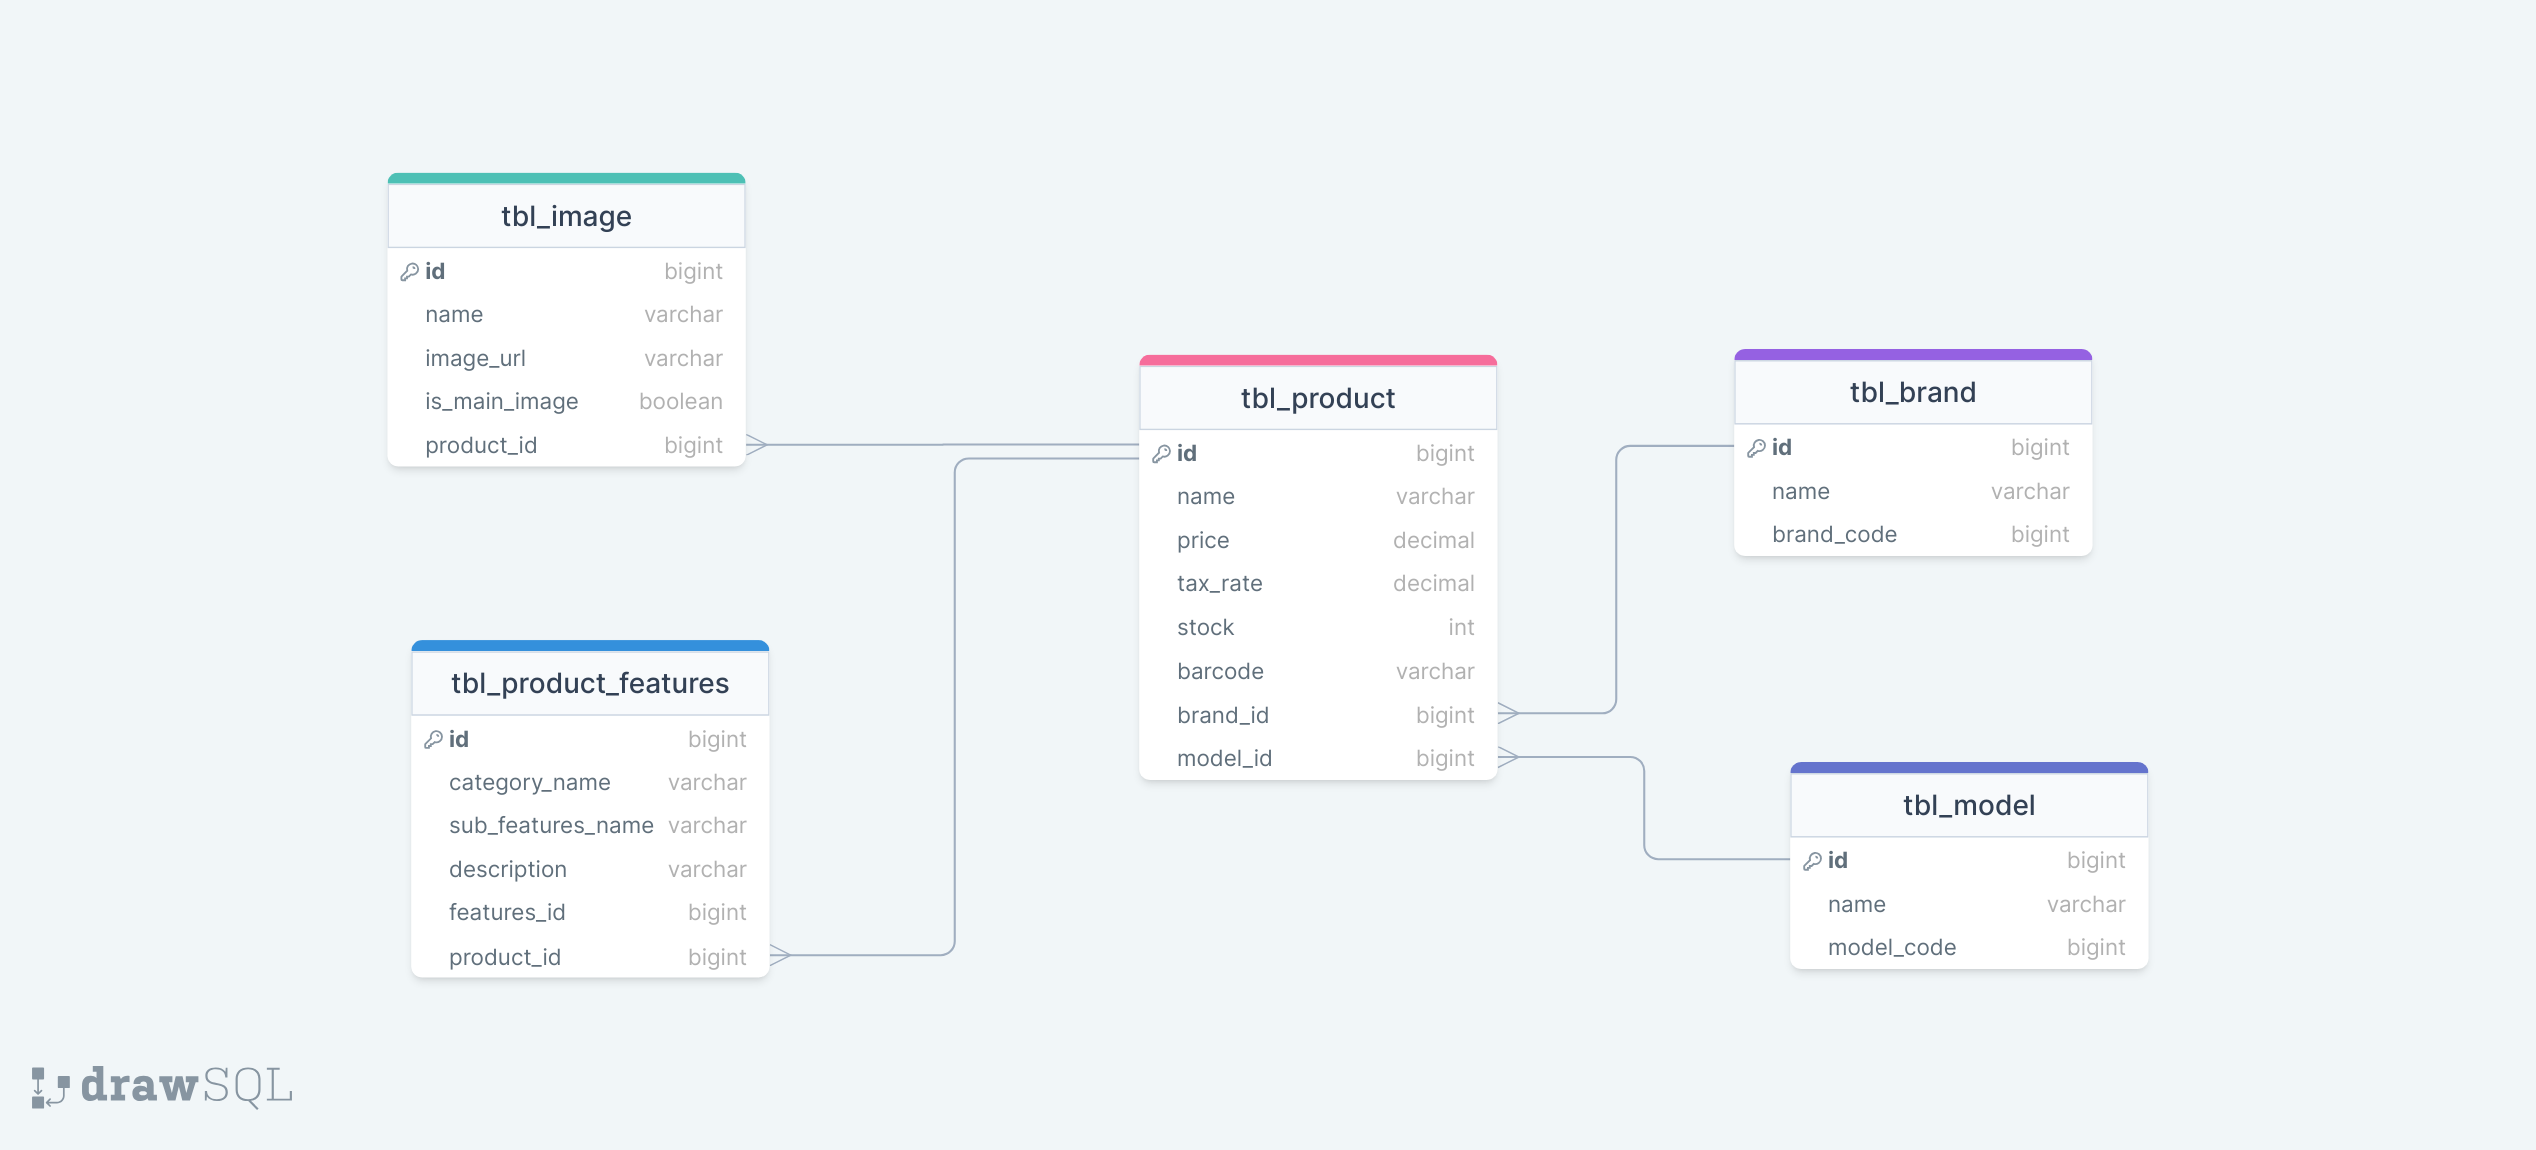 tbl_image
id bigint
name varchar
image_url varchar
is_main_image boolean
product_id bigint
tbl_product_features
id bigint
category_name varchar
sub_features_name varchar
description varchar
features_id bigint
product_id bigint
tbl_product
id bigint
name varchar
price decimal
tax_rate decimal
stock int
barcode varchar
brand_id bigint
model_id bigint
tbl_brand
id bigint
name varchar
brand_code bigint
tbl_model
id bigint
name varchar
model_code bigint
drawSQL